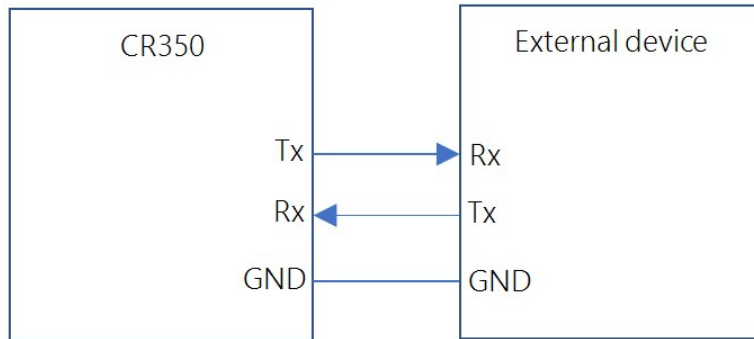 CR350
External device
Tx
Rx
Rx
Tx
GND
GND